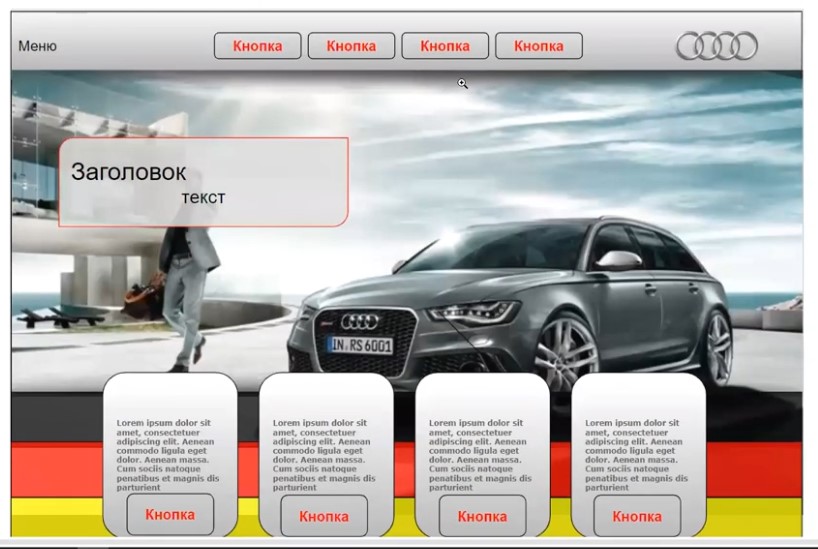 Меню
Кнопка
Кнопка
Кнопка
Кнопка
Заголовок
текст
IN·RS 6001
Lorem ipsum dolor sit
amet, consectetuer
adipiscing elit. Aenean
commodo ligula eget
dolor. Aenean massa.
Cum sociis natoque
penatibus et magnis dis
parturient
Кнопка
Lorem ipsum dolor sit
amet, consectetuer
adipiscing elit. Aenean
commodo ligula eget
dolor. Aenean massa.
Cum sociis natoque
penatibus et magnis dis
parturient
Кнопка
Lorem ipsum dolor sit
amet, consectetuer
adipiscing elit. Aenean
commodo ligula eget
dolor. Aenean massa.
Cum sociis natoque
penatibus et magnis dis
parturient
Кнопка
Lorem ipsum dolor sit
amet, consectetuer
adipiscing elit. Aenean
commodo ligula eget
dolor. Aenean massa.
Cum sociis natoque
penatibus et magnis dis
parturient
Кнопка